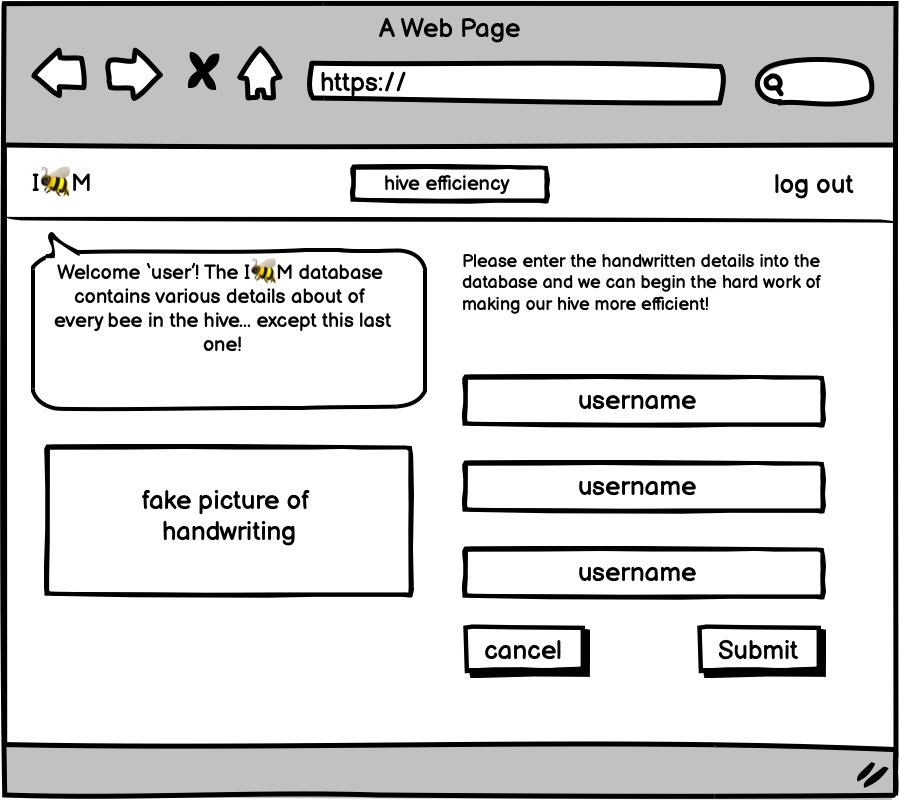 A Web Page
https://
I🐝M
hive efficiency
log out
Welcome 'user'! The I🐝M database
contains various details about of
every bee in the hive... except this last
one!
Please enter the handwritten details into the
database and we can begin the hard work of
making our hive more efficient!
fake picture of
handwriting
username
username
username
cancel
Submit